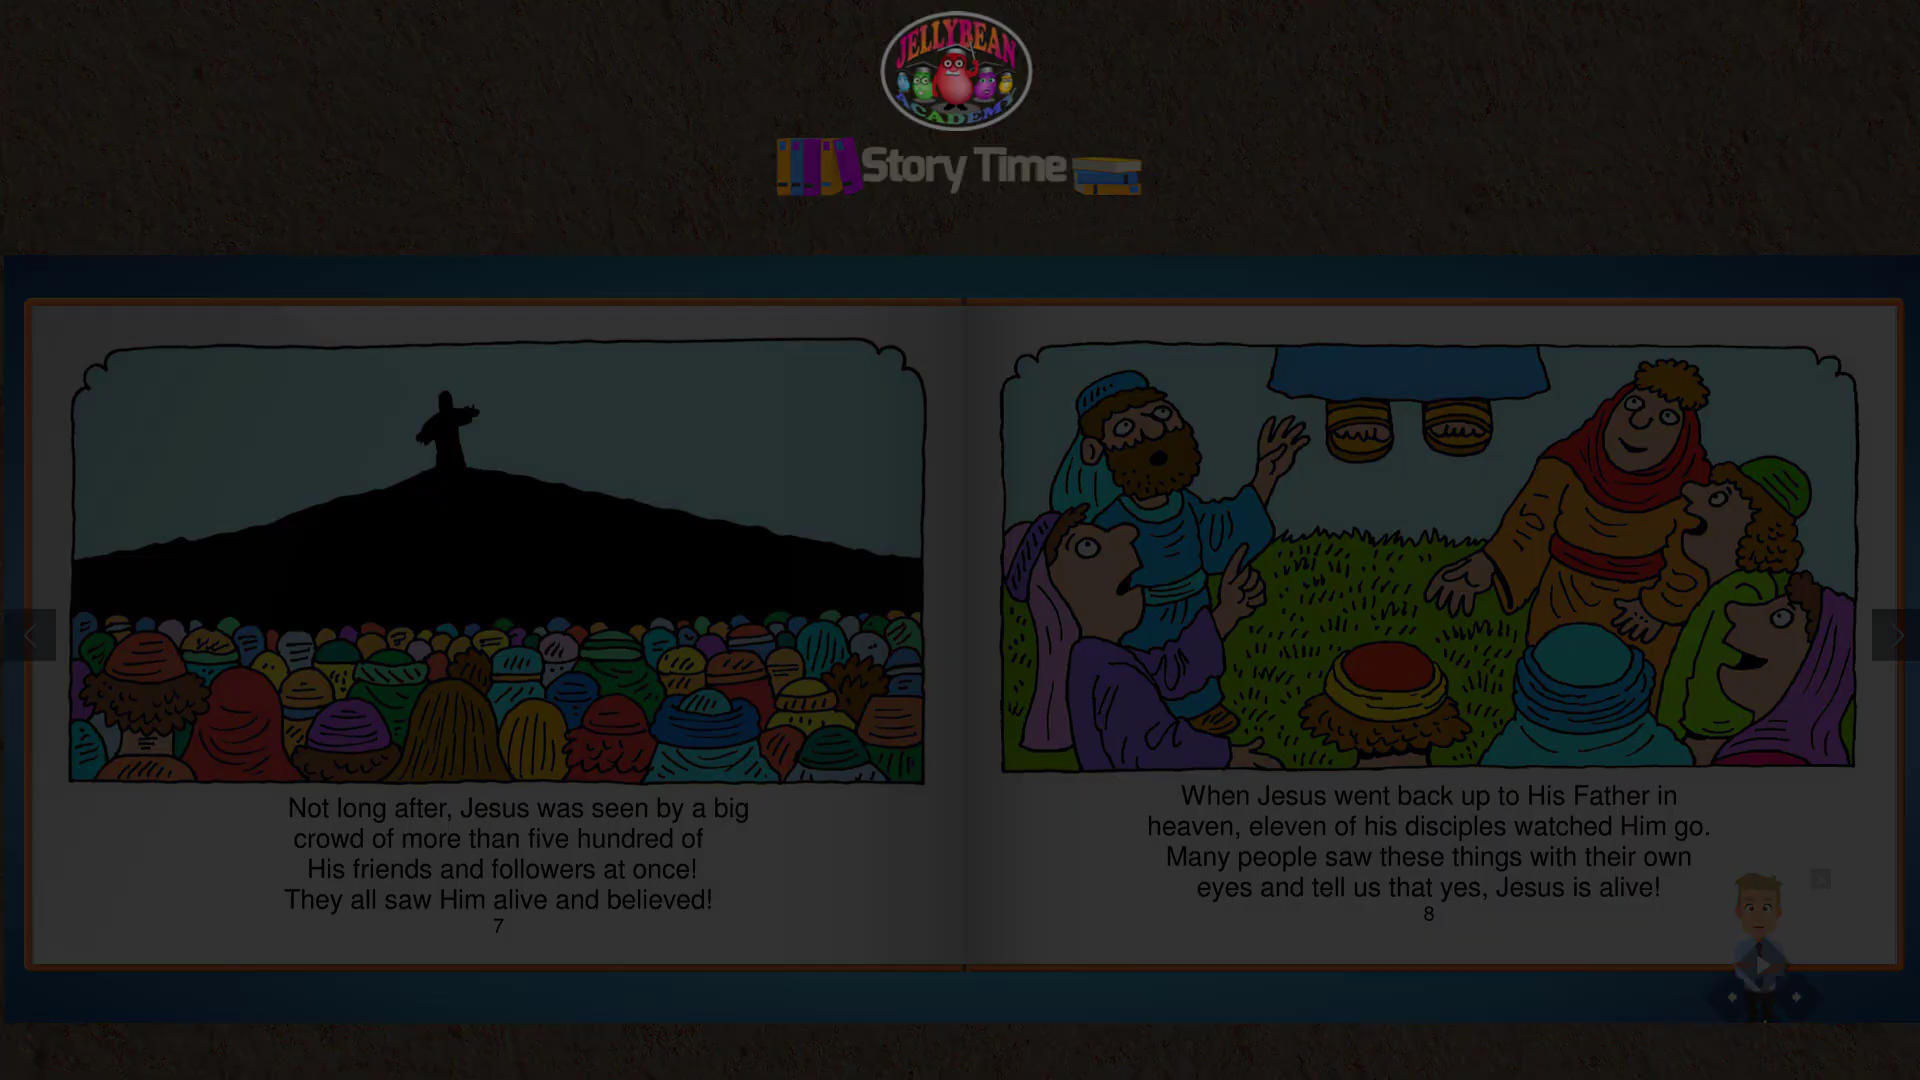 JELLYBEAN
ACADEMY
Story Time
Not long after, Jesus was seen by a big
crowd of more than five hundred of
His friends and followers at once!
They all saw Him alive and believed!
7
When Jesus went back up to His Father in
heaven, eleven of his disciples watched Him go.
Many people saw these things with their own
eyes and tell us that yes, Jesus is alive!
8